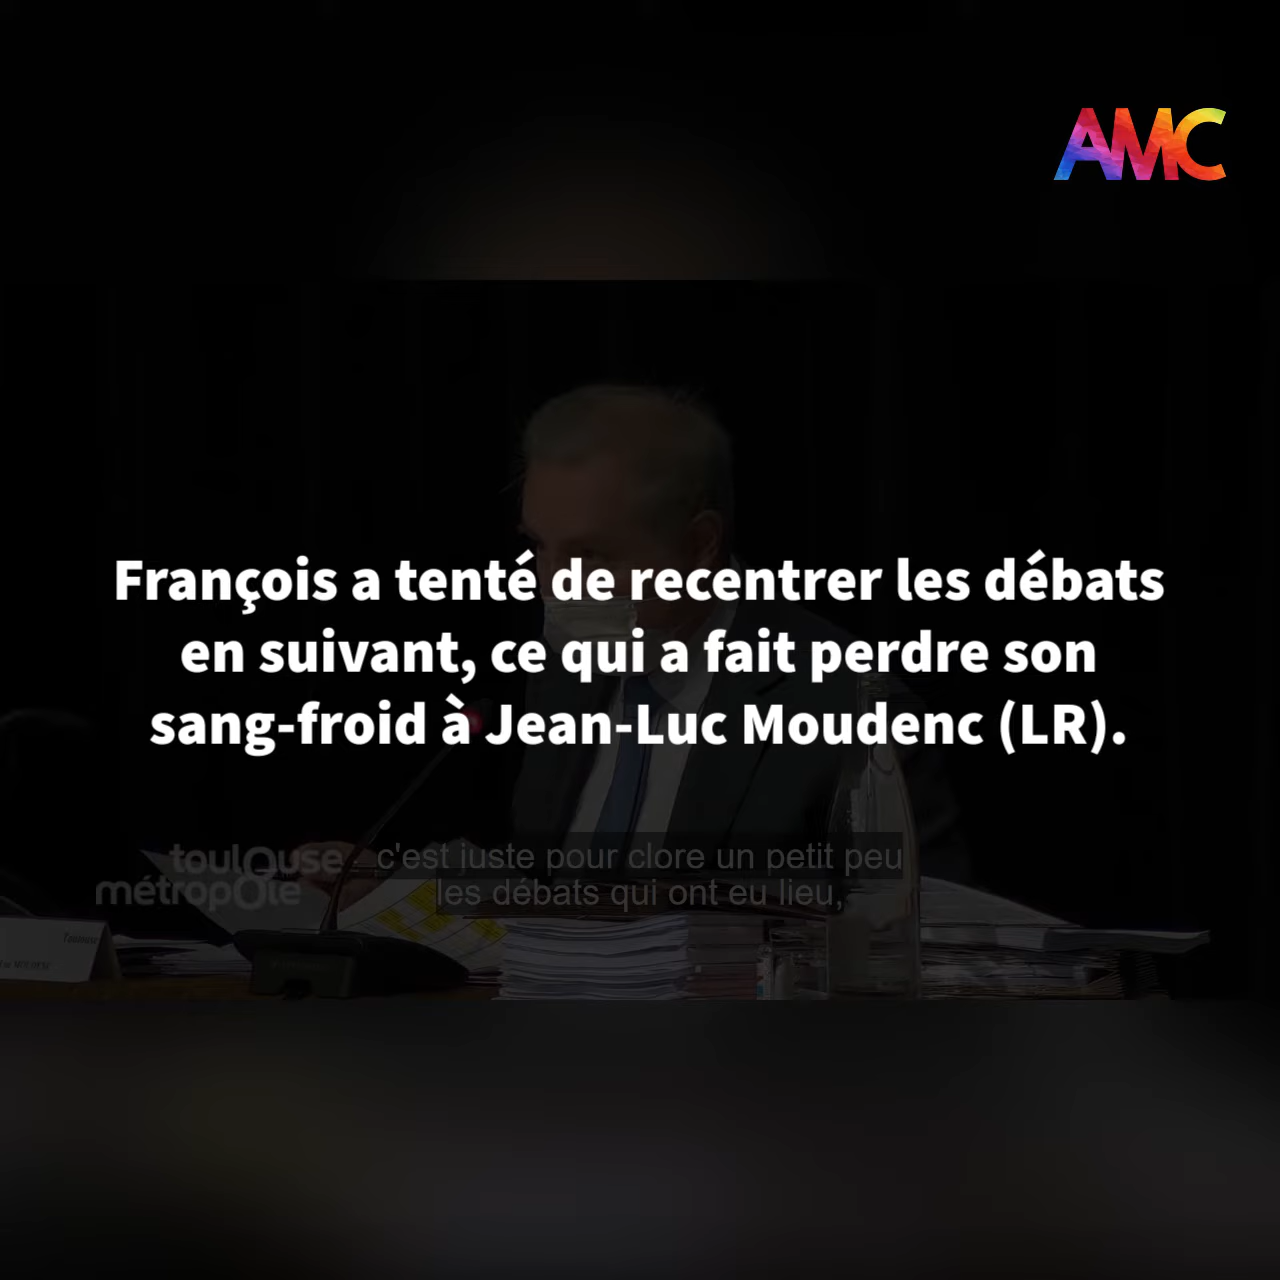 AMC
François a tenté de recentrer les débats
en suivant, ce qui a fait perdre son
sang-froid à Jean-Luc Moudenc (LR).
c'est juste pour clore un petit peu
les débats qui ont eu lieu,
toulouse
métropole